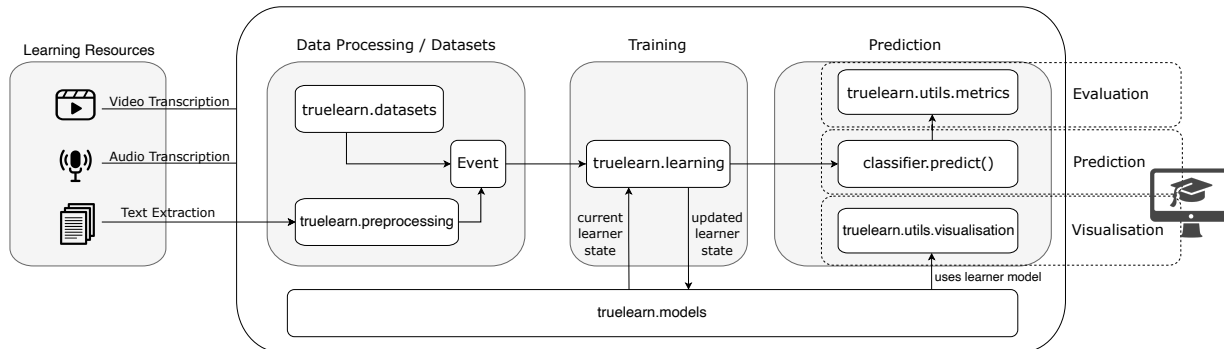 Learning Resources
Data Processing / Datasets
Training
Prediction
Video Transcription
Audio Transcription
Text Extraction
truelearn.datasets
Event
truelearn.preprocessing
truelearn.learning
current
learner
state
updated
learner
state
truelearn.utils.metrics
classifier.predict()
truelearn.utils.visualisation
Evaluation
Prediction
Visualisation
uses learner model
truelearn.models